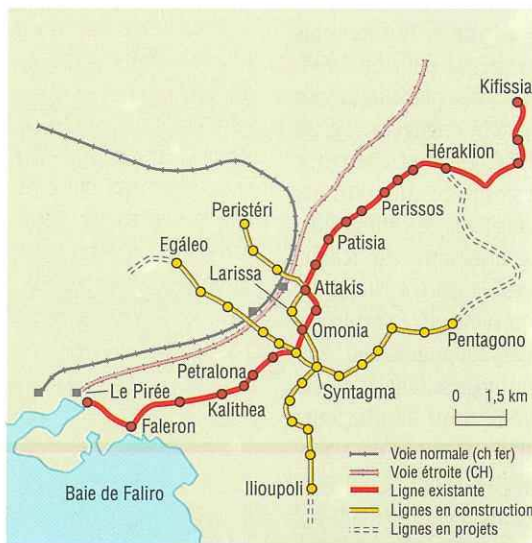 Kifissia
Héraklion
Peristéri
Perissos
Egáleo
Patisia
Larissa
Attakis
Omonia
Pentagono
Petralona
Le Pirée
Syntagma
0 1,5 km
Kalithea
Faleron
Voie normale (ch fer)
Voie étroite (CH)
Baie de Faliro
Ligne existante
Ilioupoli
Lignes en construction
Lignes en projets